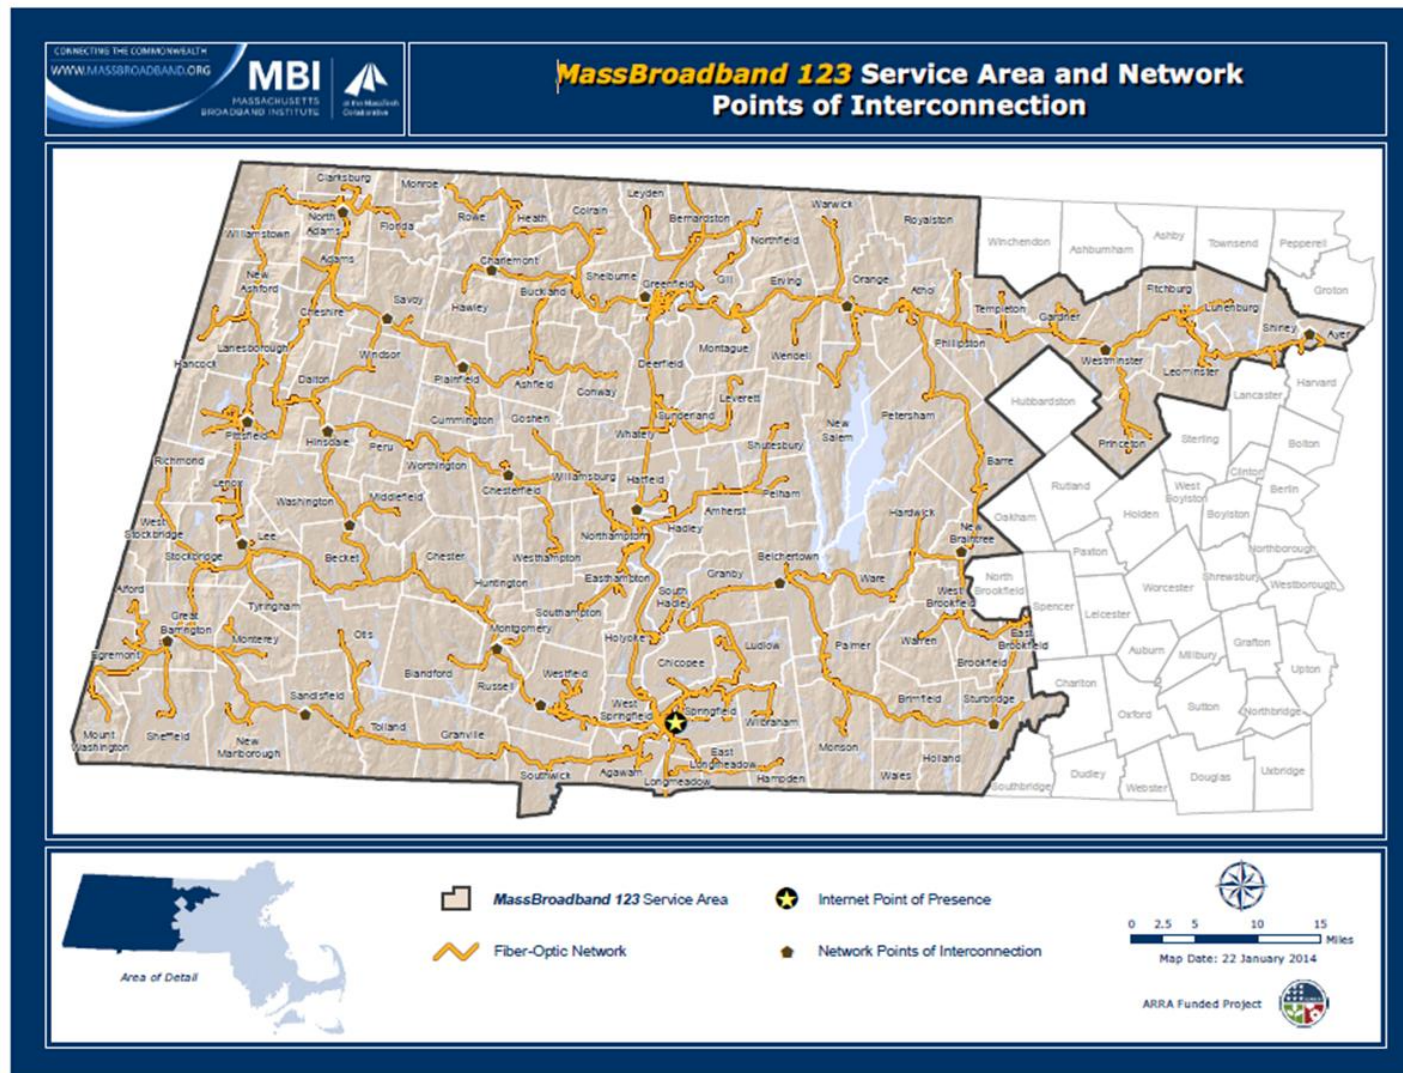 CONNECTING THE COMMONWEALTH
WWW.MASSBROADBAND.ORG
MBI
MASSACHUSETTS
BROADBAND INSTITUTE
at the MassTech
Collaborative
MassBroadband 123 Service Area and Network
Points of Interconnection
Clarksburg
Monroe
Leyden
Bernardston
Warwick
Royalston
North
Adams
Florida
Rowe
Heath
Colrain
Northfield
Williamstown
Winchendon
Ashburnham
Ashby
Townsend
Pepperell
Groton
Adams
New
Ashford
Charlemont
Buckland
Shelburne
Greenfield
Gill
Erving
Orange
Athol
Templeton
Gardner
Fitchburg
Lunenburg
Shirley
Ayer
Savoy
Hawley
Cheshire
Lanesborough
Hancock
Windsor
Dalton
Plainfield
Ashfield
Conway
Deerfield
Montague
Wendell
Phillipston
Westminster
Leominster
Harvard
Lancaster
Cummington
Goshen
Whately
Sunderland
Leverett
Shutesbury
New
Salem
Petersham
Hubbardston
Princeton
Sterling
Bolton
Pittsfield
Hinsdale
Peru
Richmond
Worthington
Chesterfield
Williamsburg
Hatfield
Pelham
Barre
Rutland
Clinton
West
Boylston
Berlin
Lenox
Washington
Middlefield
Amherst
Hadley
Hardwick
Oakham
Holden
Boylston
West
Stockbridge
Stockbridge
Lee
Becket
Chester
Westhampton
Northampton
Belchertown
New
Braintree
Paxton
Northborough
Alford
Tyringham
Huntington
Easthampton
Granby
Ware
West
Brookfield
North
Brookfield
Worcester
Shrewsbury
Westborough
Great
Barrington
Monterey
Otis
Montgomery
Southampton
South
Hadley
Holyoke
Ludlow
Palmer
Warren
East
Brookfield
Spencer
Leicester
Grafton
Egremont
Blandford
Russell
Westfield
Chicopee
Brookfield
Auburn
Millbury
Upton
Sandisfield
West
Springfield
Springfield
Wilbraham
Brimfield
Sturbridge
Charlton
Oxford
Sutton
Northbridge
Mount
Washington
Sheffield
New
Marlborough
Tolland
Granville
Southwick
Agawam
Longmeadow
East
Longmeadow
Hampden
Monson
Wales
Holland
Southbridge
Dudley
Webster
Douglas
Uxbridge
Area of Detail
MassBroadband 123 Service Area
Fiber-Optic Network
Internet Point of Presence
Network Points of Interconnection
0 2.5 5 10 15
Miles
Map Date: 22 January 2014
ARRA Funded Project